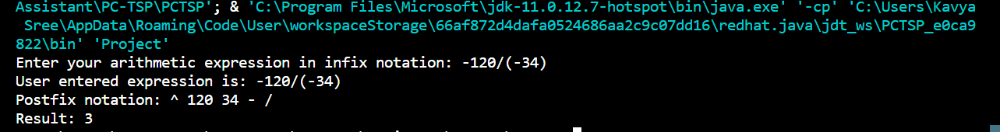 Assistant\PC-TSP\PCTSP'; & 'C:\Program Files\Microsoft\jdk-11.0.12.7-hotspot\bin\java.exe' '-cp' 'C:\Users\Kavya
Sree\AppData\Roaming\Code\User\workspaceStorage\66af872d4dafa0524686aa2c9c07dd16\redhat.java\jdt_ws\PCTSP_e0ca9
822\bin' 'Project'
Enter your arithmetic expression in infix notation: -120/(-34)
User entered expression is: -120/(-34)
Postfix notation: ^ 120 34 - /
Result: 3